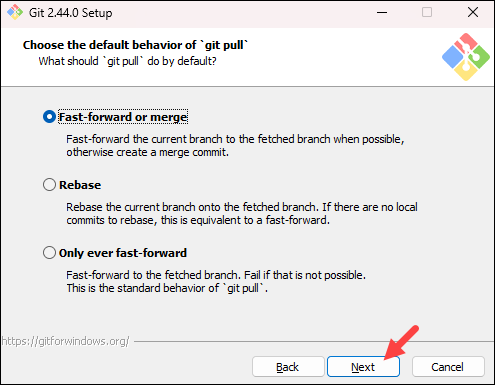 Git 2.44.0 Setup
Choose the default behavior of `git pull`
What should `git pull` do by default?
Fast-forward or merge
Fast-forward the current branch to the fetched branch when possible,
otherwise create a merge commit.
Rebase
Rebase the current branch onto the fetched branch. If there are no local
commits to rebase, this is equivalent to a fast-forward.
Only ever fast-forward
Fast-forward to the fetched branch. Fail if that is not possible.
This is the standard behavior of `git pull`.
https://gitforwindows.org/
Back Next Cancel